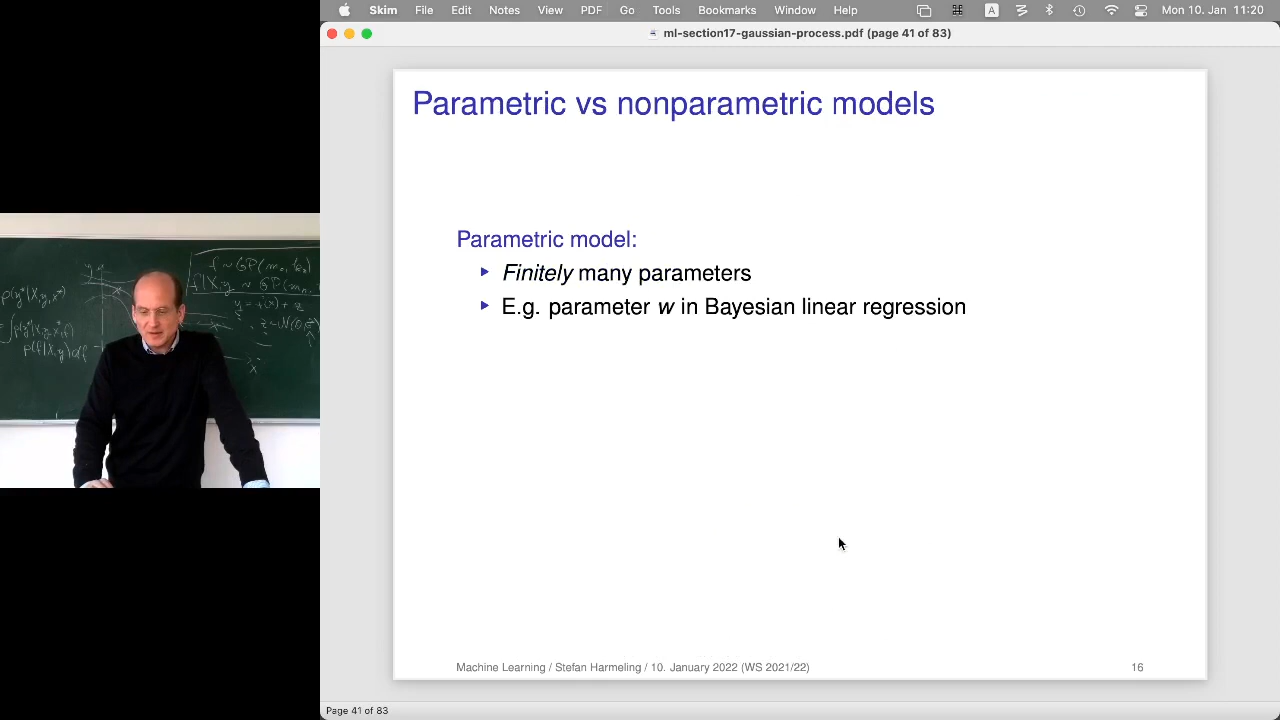 Skim File Edit Notes View PDF Go Tools Bookmarks Window Help A Mon 10. Jan 11:20
ml-section17-gaussian-process.pdf (page 41 of 83)
Parametric vs nonparametric models
Parametric model:
Finitely many parameters
E.g. parameter w in Bayesian linear regression
Machine Learning / Stefan Harmeling / 10. January 2022 (WS 2021/22) 16
Page 41 of 83